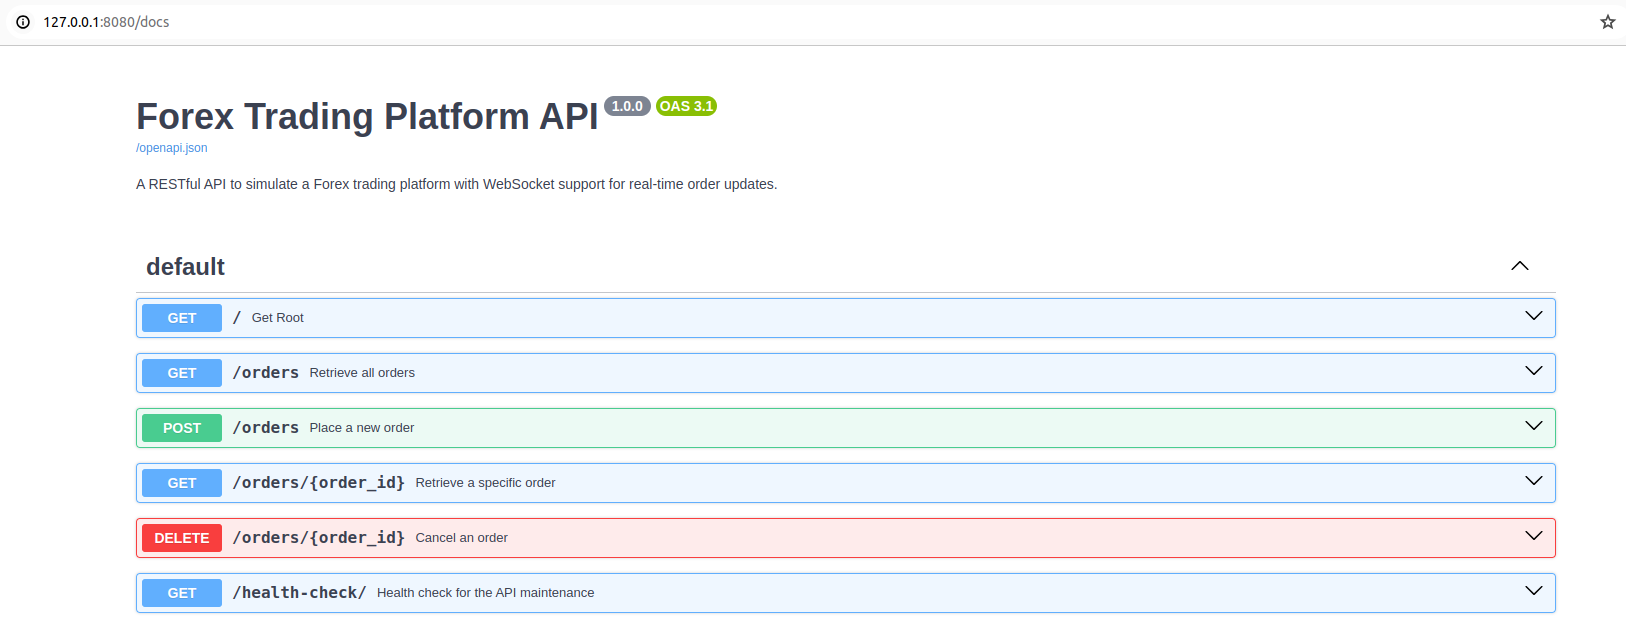 127.0.0.1:8080/docs
Forex Trading Platform API 1.0.0 OAS 3.1
/openapi.json
A RESTful API to simulate a Forex trading platform with WebSocket support for real-time order updates.
default
GET / Get Root
GET /orders Retrieve all orders
POST /orders Place a new order
GET /orders/{order_id} Retrieve a specific order
DELETE /orders/{order_id} Cancel an order
GET /health-check/ Health check for the API maintenance